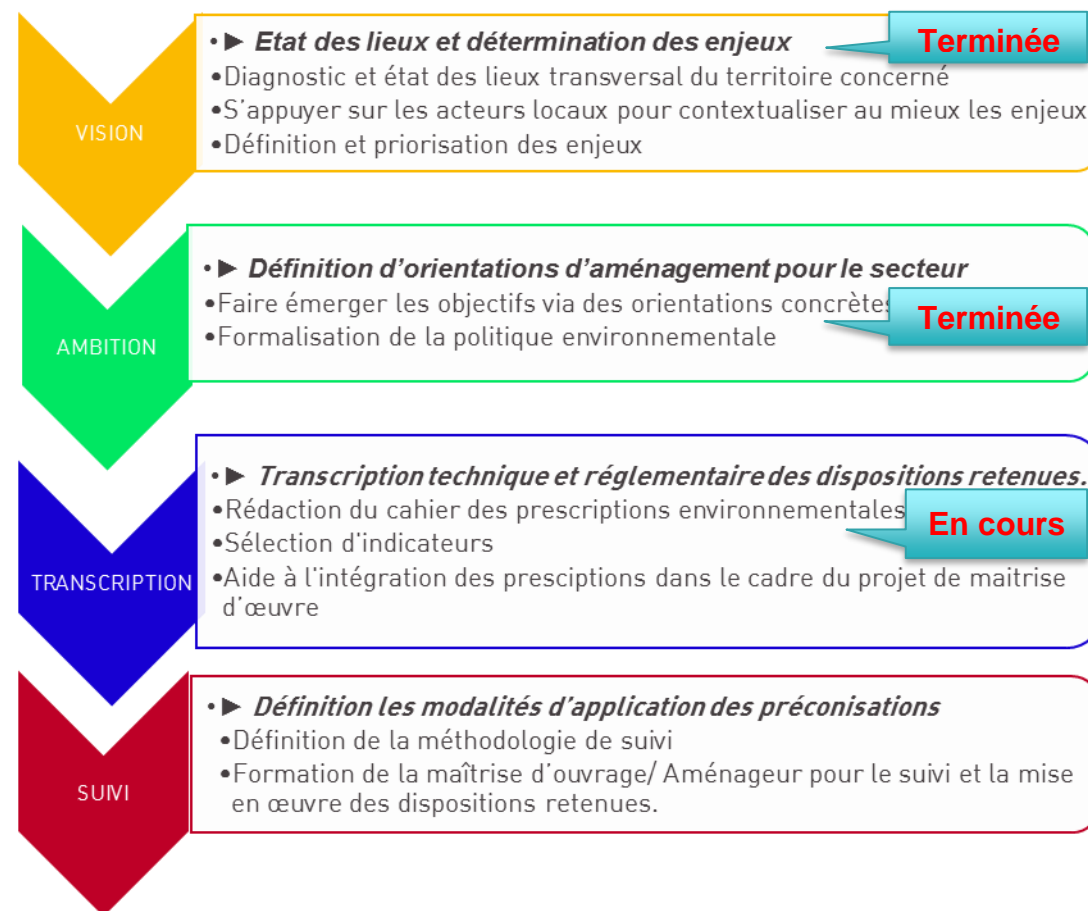 VISION
• ► Etat des lieux et détermination des enjeux
Terminée
•Diagnostic et état des lieux transversal du territoire concerné
•S'appuyer sur les acteurs locaux pour contextualiser au mieux les enjeux
•Définition et priorisation des enjeux
AMBITION
• ► Définition d'orientations d'aménagement pour le secteur
•Faire émerger les objectifs via des orientations concrètes
Terminée
•Formalisation de la politique environnementale
TRANSCRIPTION
• ► Transcription technique et réglementaire des dispositions retenues.
•Rédaction du cahier des prescriptions environnementales
En cours
•Sélection d'indicateurs
•Aide à l'intégration des presciptions dans le cadre du projet de maitrise
d'œuvre
SUIVI
• ► Définition les modalités d'application des préconisations
•Définition de la méthodologie de suivi
•Formation de la maîtrise d'ouvrage/ Aménageur pour le suivi et la mise
en œuvre des dispositions retenues.